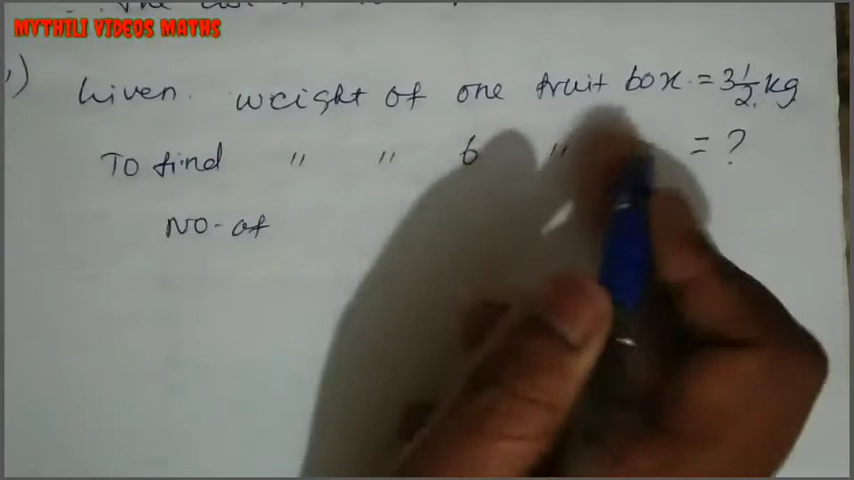 MYTHILI VIDEOS MATHS
Given. weight of one fruit box = 3 1/2 kg
To find " " 6 " = ?
No. of